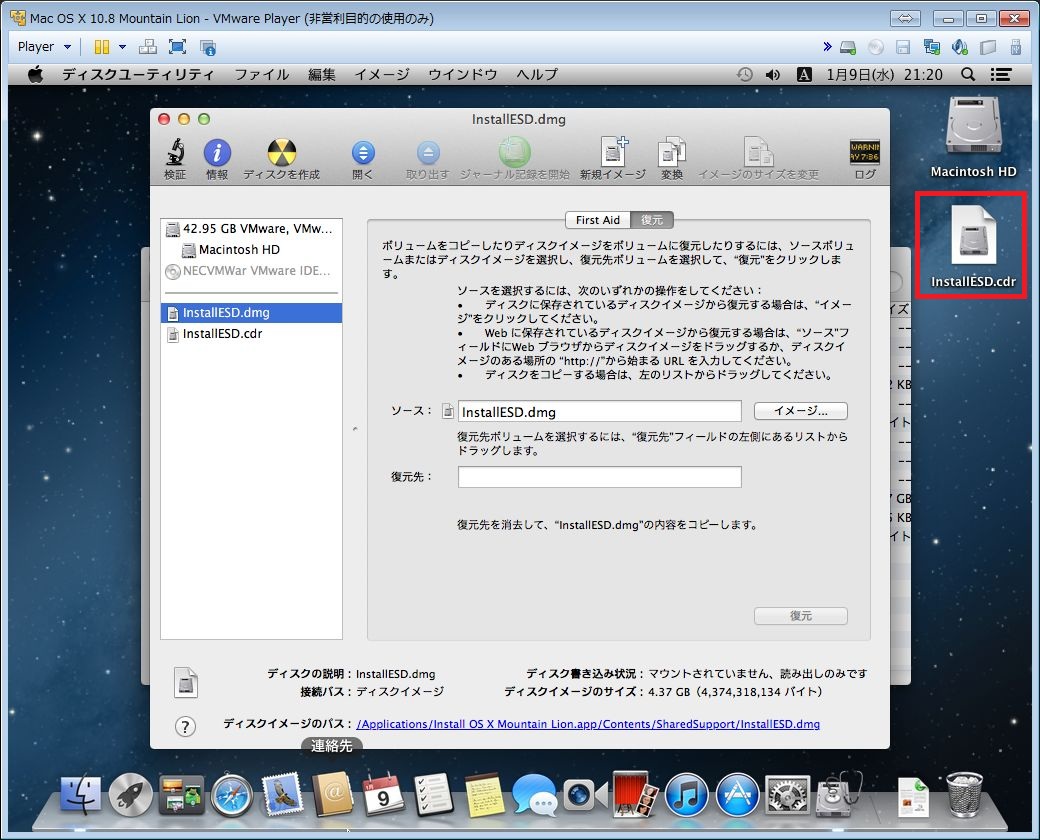 Mac OS X 10.8 Mountain Lion - VMware Player (非営利目的の使用のみ)
Player
ディスクユーティリティ ファイル 編集 イメージ ウインドウ ヘルプ A 1月9日(水) 21:20
InstallESD.dmg
検証 情報 ディスクを作成 開く 取り出す ジャーナル記録を開始 新規イメージ 変換 イメージのサイズを変更 ログ
WARNIN
AY 7:86
Macintosh HD
InstallESD.cdr
42.95 GB VMware, VMw...
Macintosh HD
NECVMWar VMware IDE...
InstallESD.dmg
InstallESD.cdr
First Aid 復元
ボリュームをコピーしたりディスクイメージをボリュームに復元したりするには、ソースボリュ
ームまたはディスクイメージを選択し、復元先ボリュームを選択して、“復元”をクリックしま
す。
ソースを選択するには、次のいずれかの操作をしてください：
• ディスクに保存されているディスクイメージから復元する場合は、“イメー
ジ”をクリックしてください。
• Web に保存されているディスクイメージから復元する場合は、“ソース”フ
ィールドにWeb ブラウザからディスクイメージをドラッグするか、ディスクイ
メージのある場所の “http://”から始まる URL を入力してください。
• ディスクをコピーする場合は、左のリストからドラッグしてください。
ソース： InstallESD.dmg イメージ...
復元先ボリュームを選択するには、“復元先”フィールドの左側にあるリストから
ドラッグします。
復元先：
復元先を消去して、“InstallESD.dmg”の内容をコピーします。
復元
イズ
--
--
--
2 KB
--
イト
--
--
--
7 GB
5 KB
イト
ディスクの説明：InstallESD.dmg
接続バス：ディスクイメージ
ディスク書き込み状況：マウントされていません、読み出しのみです
ディスクイメージのサイズ：4.37 GB（4,374,318,134 バイト）
? ディスクイメージのパス：/Applications/Install OS X Mountain Lion.app/Contents/SharedSupport/InstallESD.dmg
連絡先
9